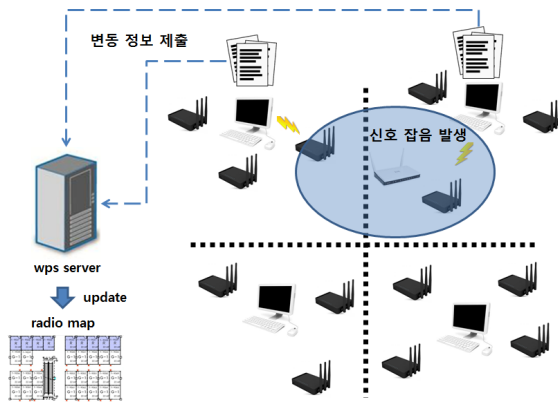 변동 정보 제출
신호 잡음 발생
wps server
update
radio map